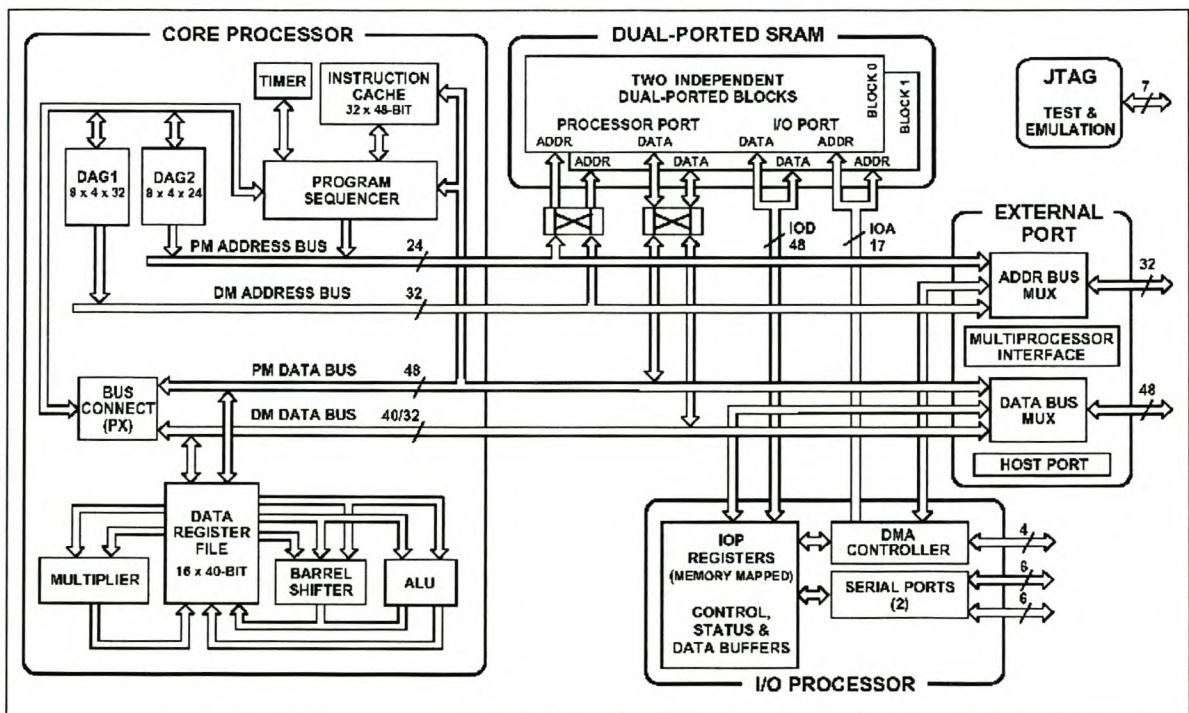 CORE PROCESSOR
TIMER
INSTRUCTION
CACHE
32 x 48-BIT
DAG1
8 x 4 x 32
DAG2
8 x 4 x 24
PROGRAM
SEQUENCER
PM ADDRESS BUS
24
DM ADDRESS BUS
32
PM DATA BUS
48
BUS
CONNECT
(PX)
DM DATA BUS
40/32
DATA
REGISTER
FILE
16 x 40-BIT
MULTIPLIER
BARREL
SHIFTER
ALU
DUAL-PORTED SRAM
TWO INDEPENDENT
DUAL-PORTED BLOCKS
BLOCK 0
BLOCK 1
PROCESSOR PORT
I/O PORT
ADDR
DATA
DATA
ADDR
ADDR
DATA
DATA
ADDR
IOD
48
IOA
17
JTAG
TEST &
EMULATION
7
EXTERNAL
PORT
ADDR BUS
MUX
32
MULTIPROCESSOR
INTERFACE
DATA BUS
MUX
48
HOST PORT
IOP
REGISTERS
(MEMORY MAPPED)
CONTROL,
STATUS &
DATA BUFFERS
DMA
CONTROLLER
4
SERIAL PORTS
(2)
6
6
I/O PROCESSOR